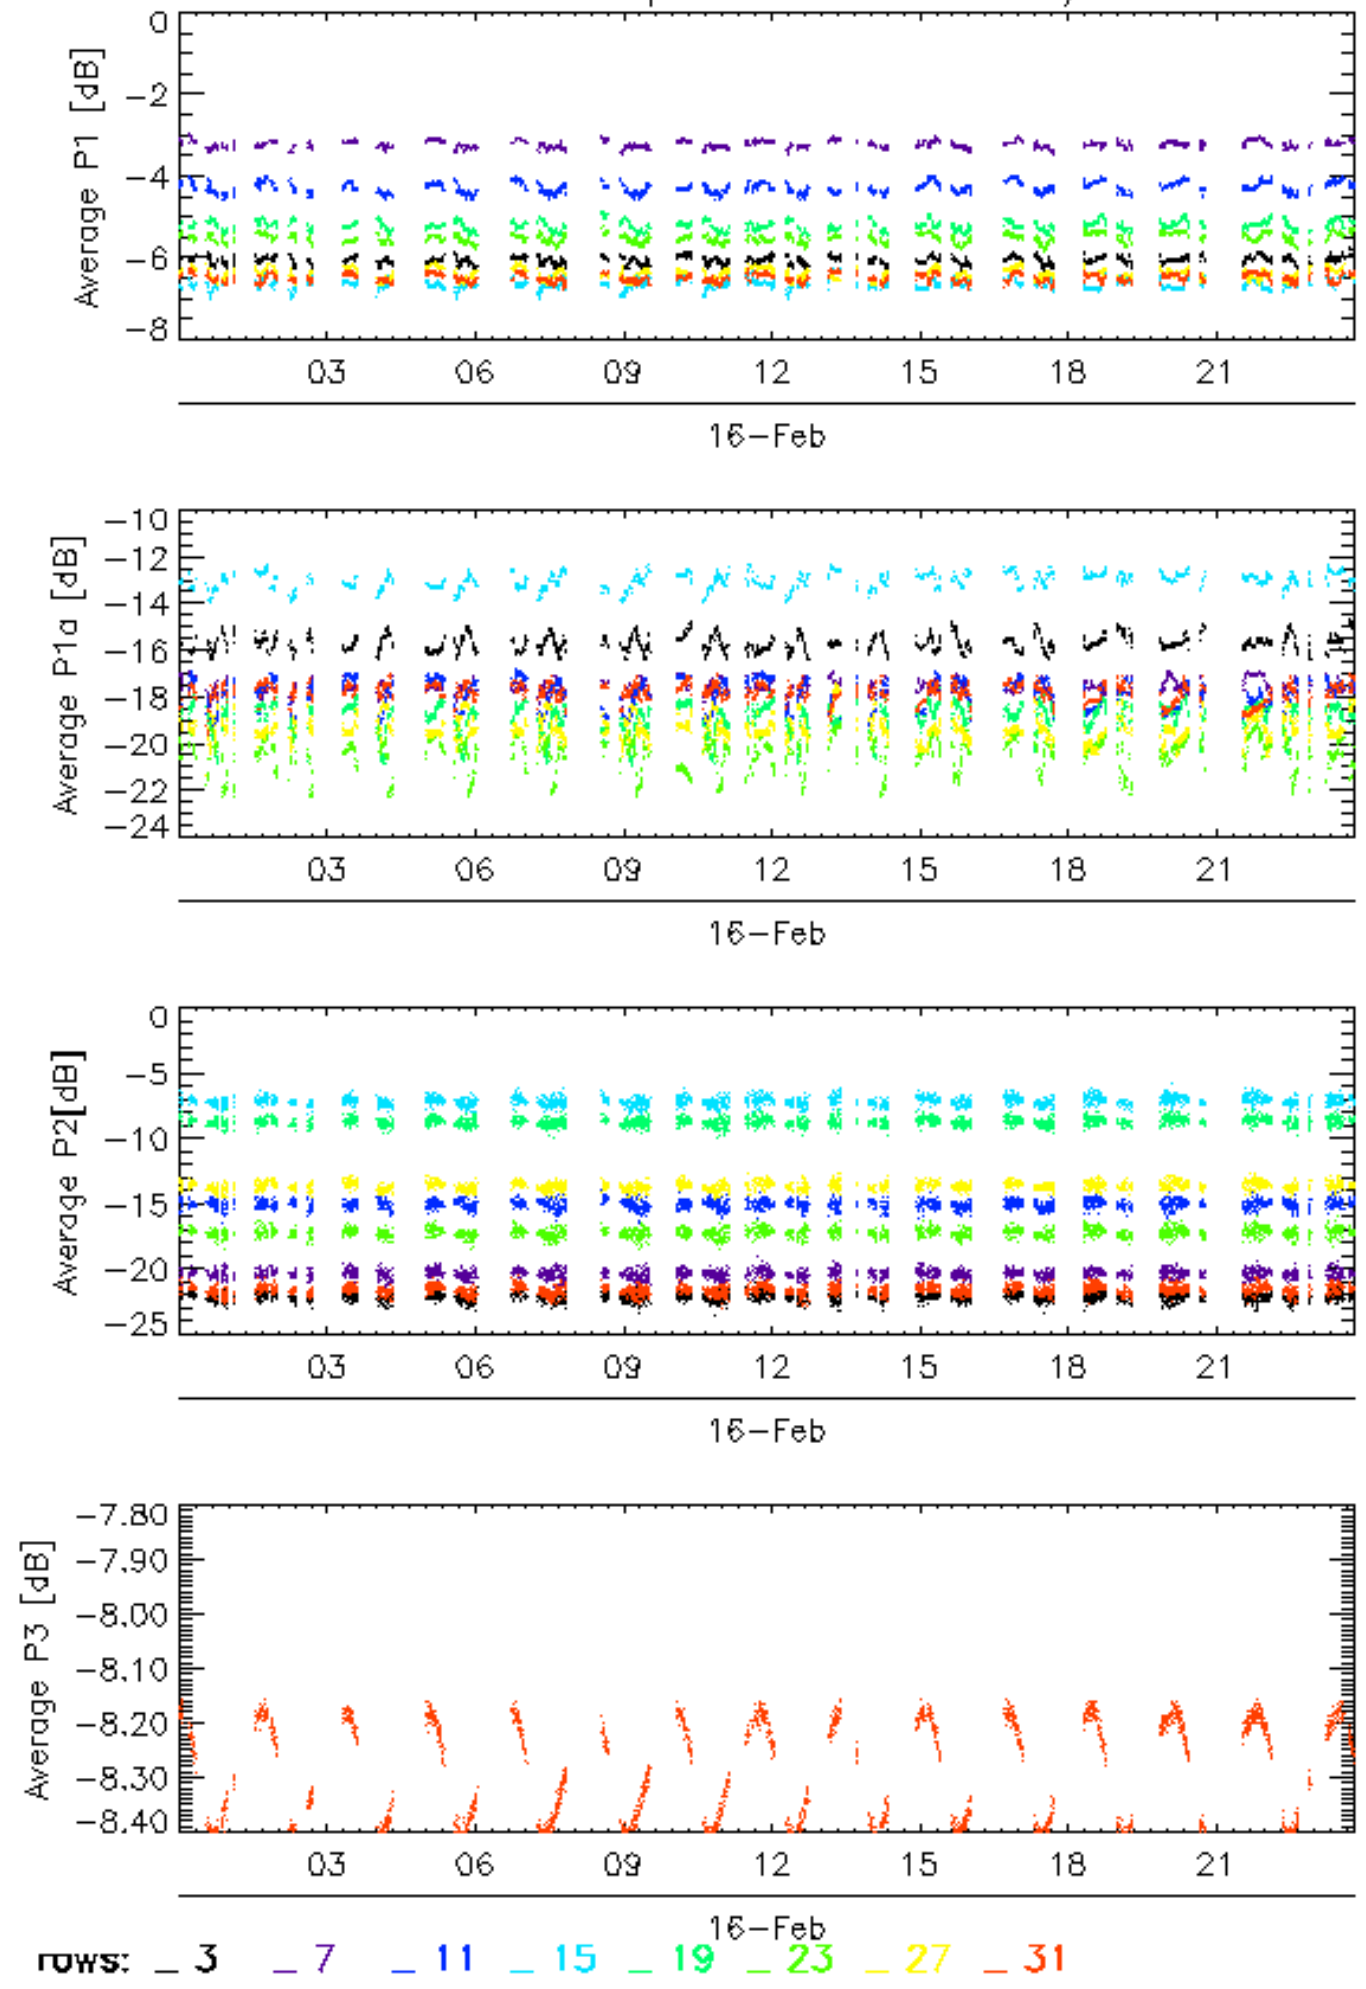 Average P1 [dB]
0
−2
−4
−6
−8
03 06 09 12 15 18 21
16−Feb
Average P1a [dB]
−10
−12
−14
−16
−18
−20
−22
−24
03 06 09 12 15 18 21
16−Feb
Average P2[dB]
0
−5
−10
−15
−20
−25
03 06 09 12 15 18 21
16−Feb
Average P3 [dB]
−7.80
−7.90
−8.00
−8.10
−8.20
−8.30
−8.40
03 06 09 12 15 18 21
16−Feb
rows: _ 3 _ 7 _ 11 _ 15 _ 19 _ 23 _ 27 _ 31